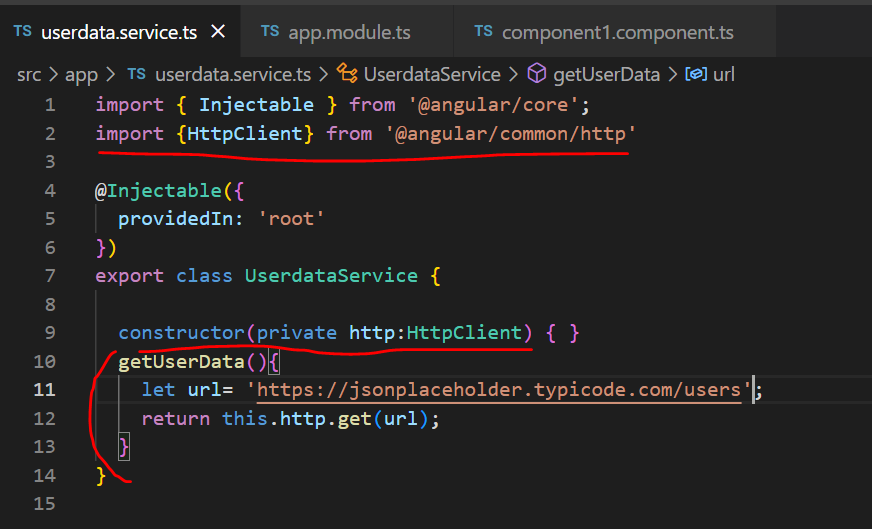 TS userdata.service.ts × TS app.module.ts TS component1.component.ts
src > app > TS userdata.service.ts > UserdataService > getUserData > url
1 import { Injectable } from '@angular/core';
2 import {HttpClient} from '@angular/common/http'
3
4 @Injectable({
5 providedIn: 'root'
6 })
7 export class UserdataService {
8
9 constructor(private http:HttpClient) { }
10 getUserData(){
11 let url= 'https://jsonplaceholder.typicode.com/users';
12 return this.http.get(url);
13 }
14 }
15